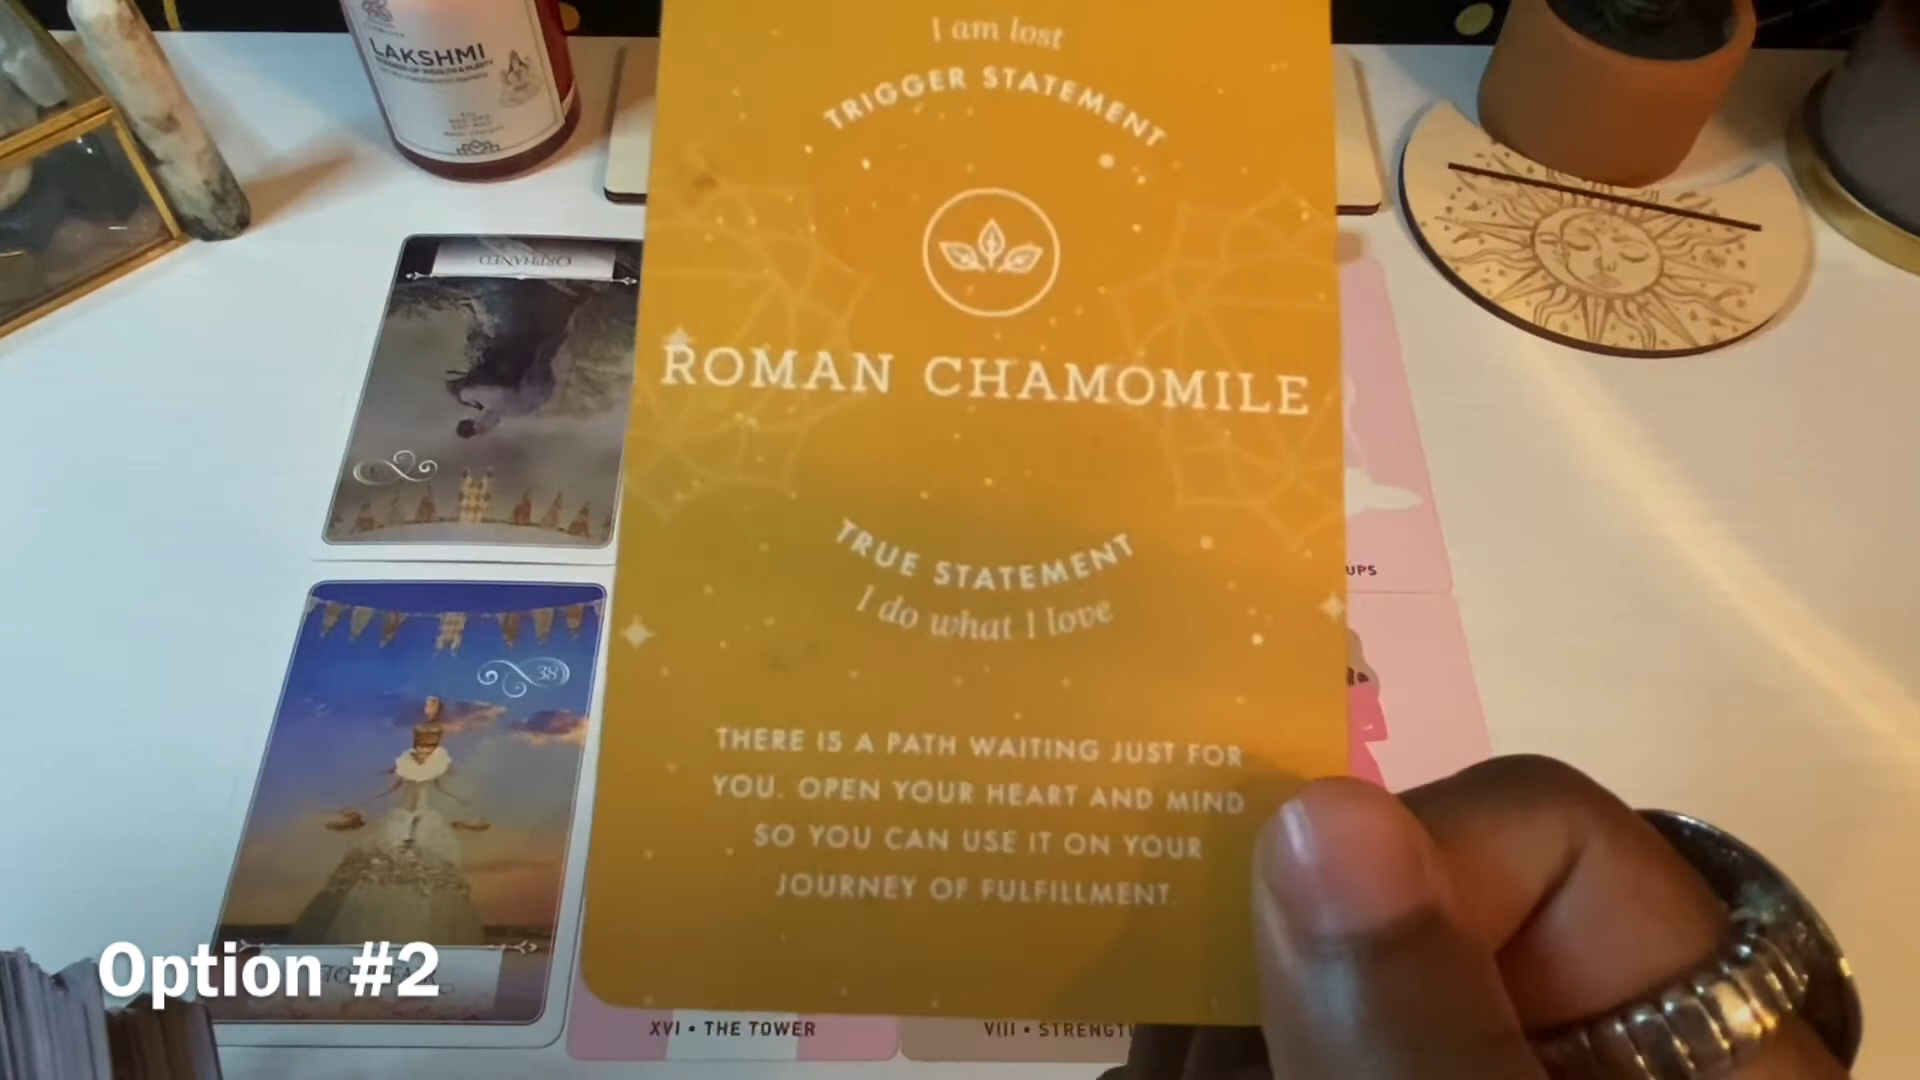 LAKSHMI
I am lost
TRIGGER STATEMENT
ORPHANED
ROMAN CHAMOMILE
TRUE STATEMENT
I do what I love
UPS
38
THERE IS A PATH WAITING JUST FOR
YOU. OPEN YOUR HEART AND MIND
SO YOU CAN USE IT ON YOUR
JOURNEY OF FULFILLMENT.
Option #2
XVI • THE TOWER
VIII • STRENGTH